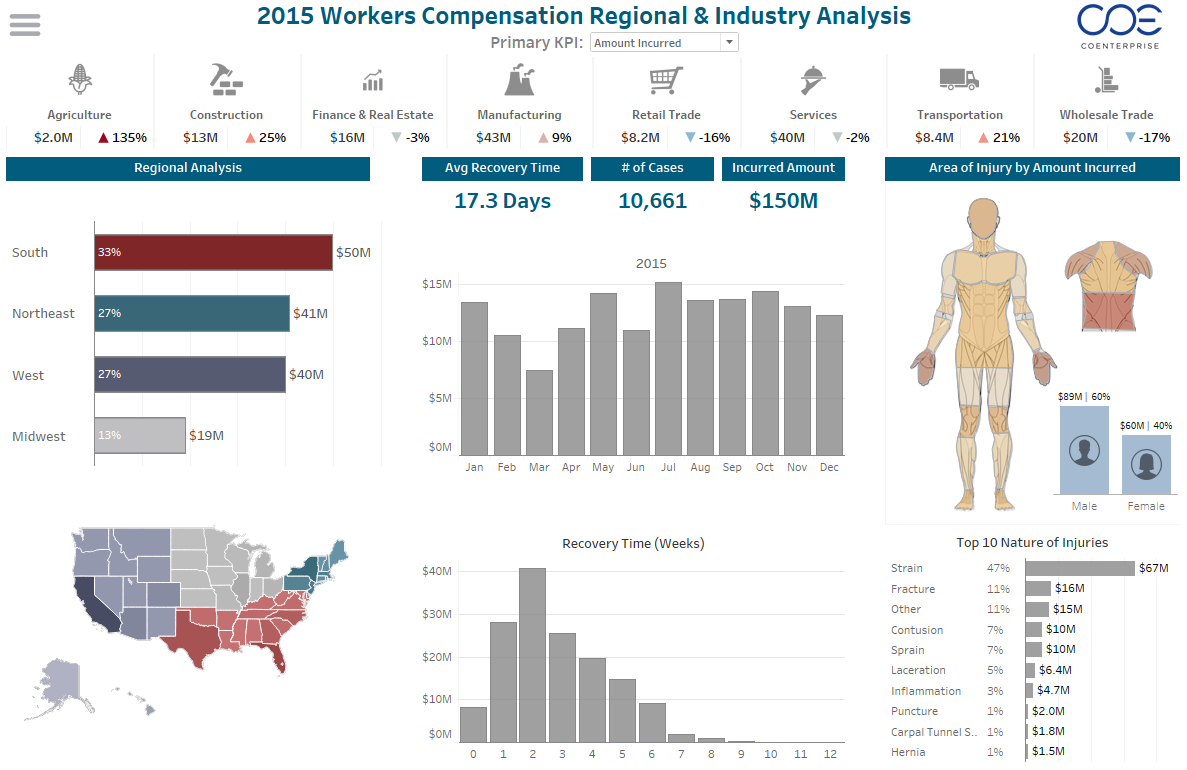 2015 Workers Compensation Regional & Industry Analysis
Primary KPI: Amount Incurred
COENTERPRISE
Agriculture
$2.0M ▲ 135%
Construction
$13M ▲ 25%
Finance & Real Estate
$16M ▼ -3%
Manufacturing
$43M ▲ 9%
Retail Trade
$8.2M ▼ -16%
Services
$40M ▼ -2%
Transportation
$8.4M ▲ 21%
Wholesale Trade
$20M ▼ -17%
Regional Analysis
South 33% $50M
Northeast 27% $41M
West 27% $40M
Midwest 13% $19M
Avg Recovery Time
17.3 Days
# of Cases
10,661
Incurred Amount
$150M
2015
$15M
$10M
$5M
$0M
Jan Feb Mar Apr May Jun Jul Aug Sep Oct Nov Dec
Recovery Time (Weeks)
$40M
$30M
$20M
$10M
$0M
0 1 2 3 4 5 6 7 8 9 10 11 12
Area of Injury by Amount Incurred
$89M | 60%
$60M | 40%
Male Female
Top 10 Nature of Injuries
Strain 47% $67M
Fracture 11% $16M
Other 11% $15M
Contusion 7% $10M
Sprain 7% $10M
Laceration 5% $6.4M
Inflammation 3% $4.7M
Puncture 1% $2.0M
Carpal Tunnel S.. 1% $1.8M
Hernia 1% $1.5M